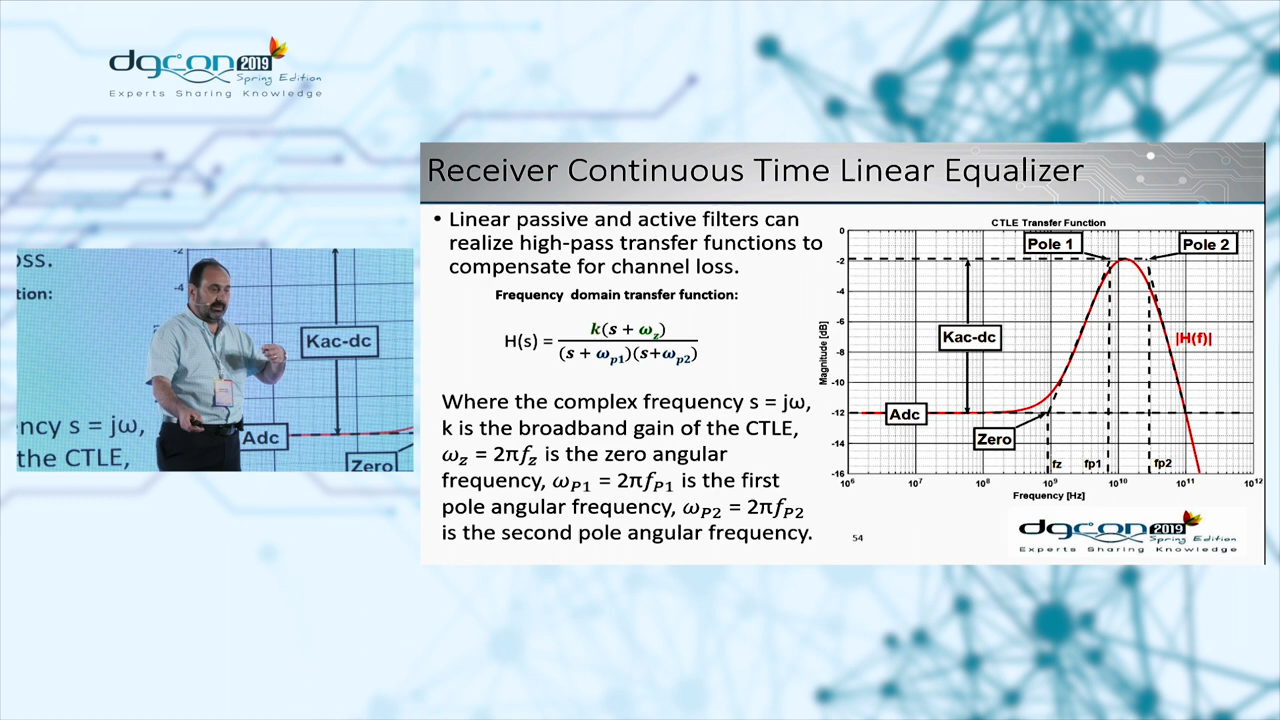 dgcon 2019
Spring Edition
Experts Sharing Knowledge
Receiver Continuous Time Linear Equalizer
• Linear passive and active filters can
realize high-pass transfer functions to
compensate for channel loss.
Frequency domain transfer function:
H(s) = k(s + ωz) / (s + ωp1)(s+ωp2)
Where the complex frequency s = jω,
k is the broadband gain of the CTLE,
ωz = 2πfz is the zero angular
frequency, ωP1 = 2πfP1 is the first
pole angular frequency, ωP2 = 2πfP2
is the second pole angular frequency.
CTLE Transfer Function
Pole 1
Pole 2
Kac-dc
|H(f)|
Adc
Zero
fz
fp1
fp2
Magnitude [dB]
0
-2
-4
-6
-8
-10
-12
-14
-16
10^6 10^7 10^8 10^9 10^10 10^11 10^12
Frequency [Hz]
54
dgcon 2019
Spring Edition
Experts Sharing Knowledge
oss.
-2
tion:
-4
Kac-dc
ncy s = jω,
the CTLE,
Adc
Zero